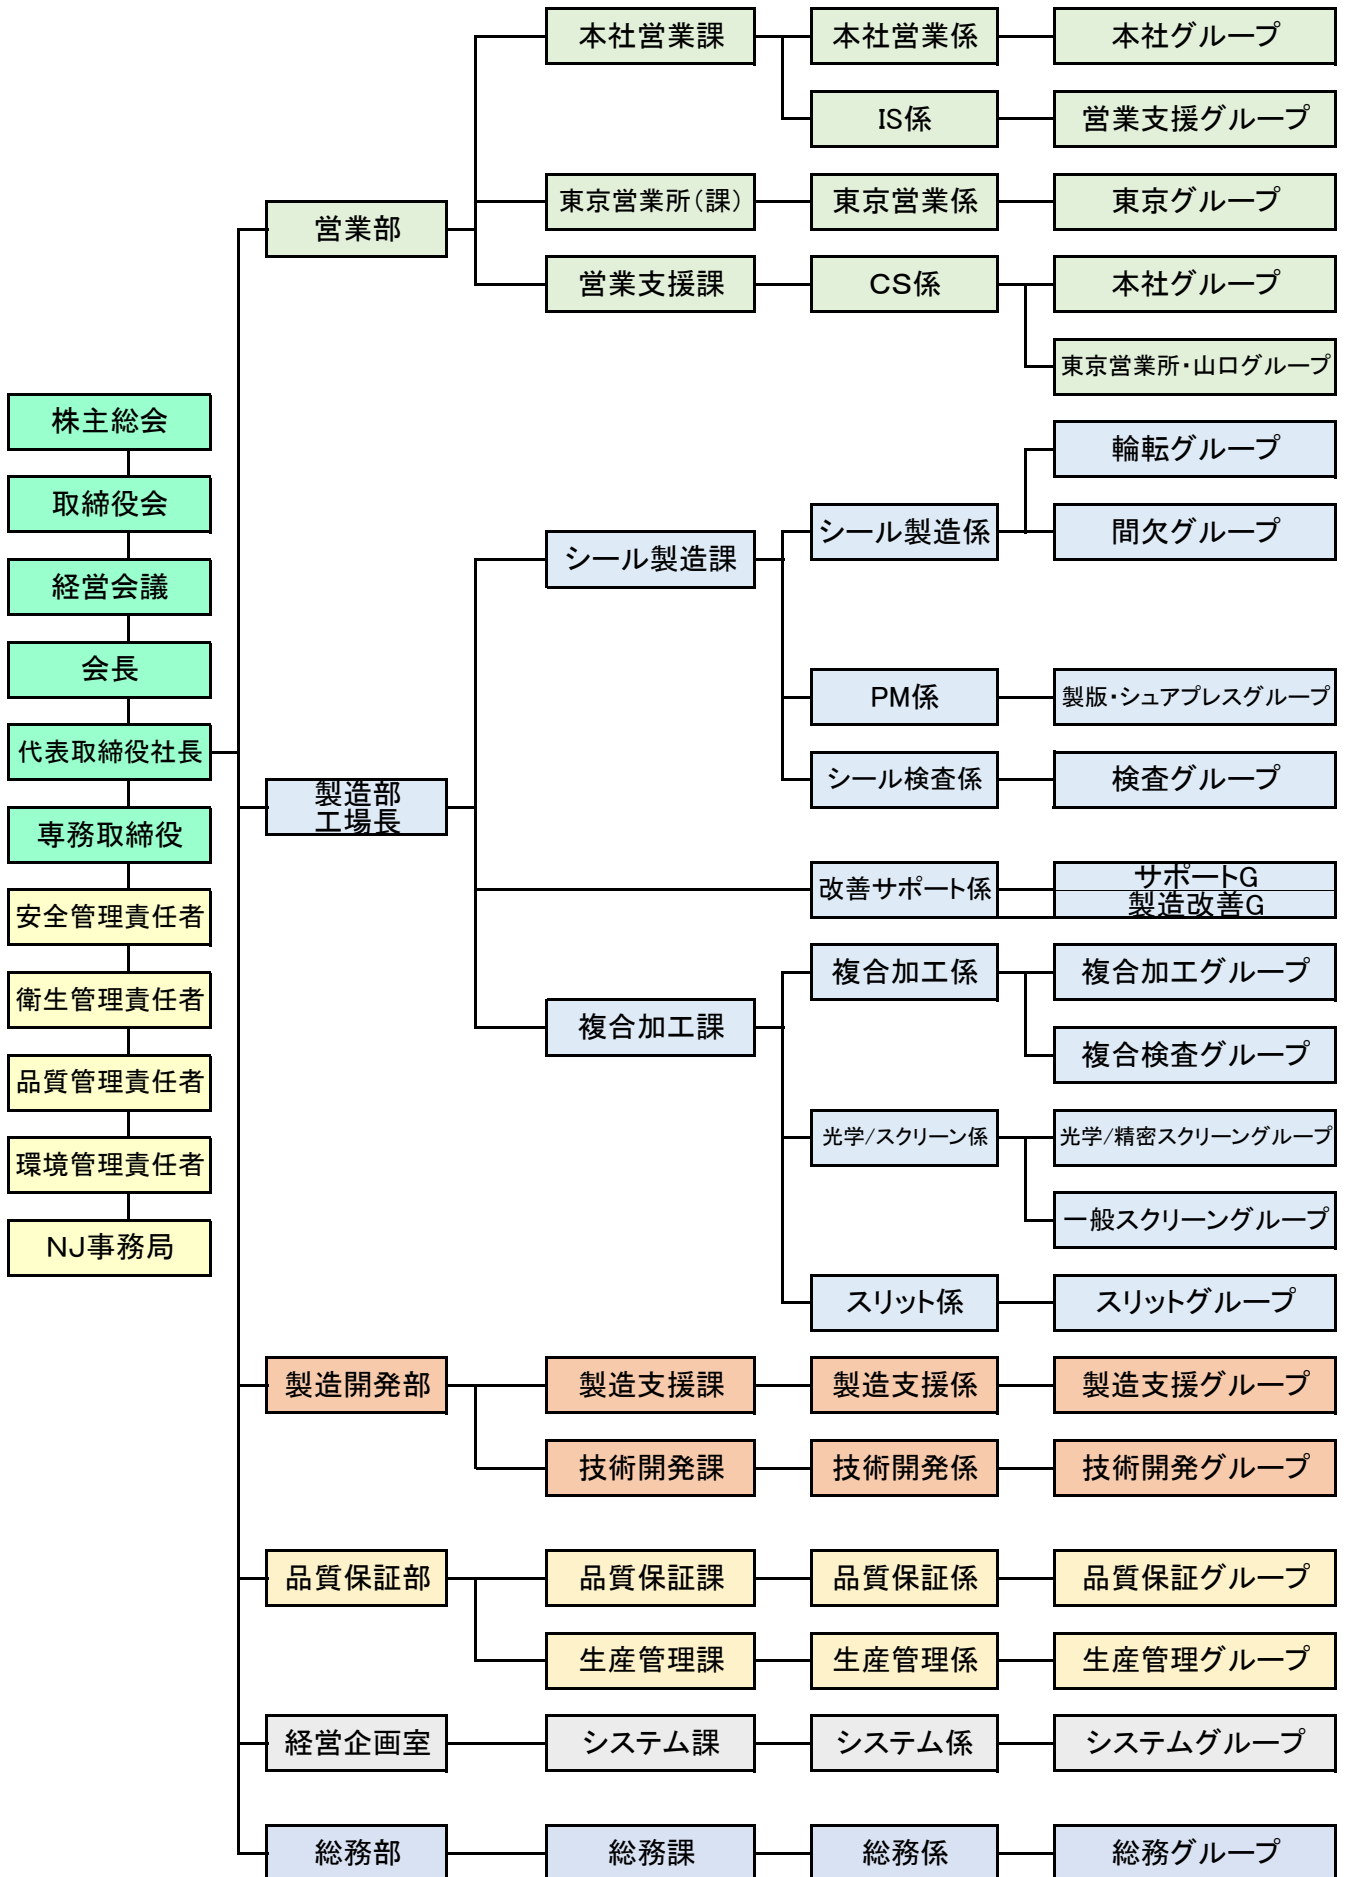 株主総会
取締役会
経営会議
会長
代表取締役社長
専務取締役
安全管理責任者
衛生管理責任者
品質管理責任者
環境管理責任者
NJ事務局
営業部
本社営業課
本社営業係
本社グループ
IS係
営業支援グループ
東京営業所(課)
東京営業係
東京グループ
営業支援課
CS係
本社グループ
東京営業所・山口グループ
製造部
工場長
シール製造課
シール製造係
輪転グループ
間欠グループ
PM係
製版・シュアプレスグループ
シール検査係
検査グループ
改善サポート係
サポートG
製造改善G
複合加工課
複合加工係
複合加工グループ
複合検査グループ
光学/スクリーン係
光学/精密スクリーングループ
一般スクリーングループ
スリット係
スリットグループ
製造開発部
製造支援課
製造支援係
製造支援グループ
技術開発課
技術開発係
技術開発グループ
品質保証部
品質保証課
品質保証係
品質保証グループ
生産管理課
生産管理係
生産管理グループ
経営企画室
システム課
システム係
システムグループ
総務部
総務課
総務係
総務グループ